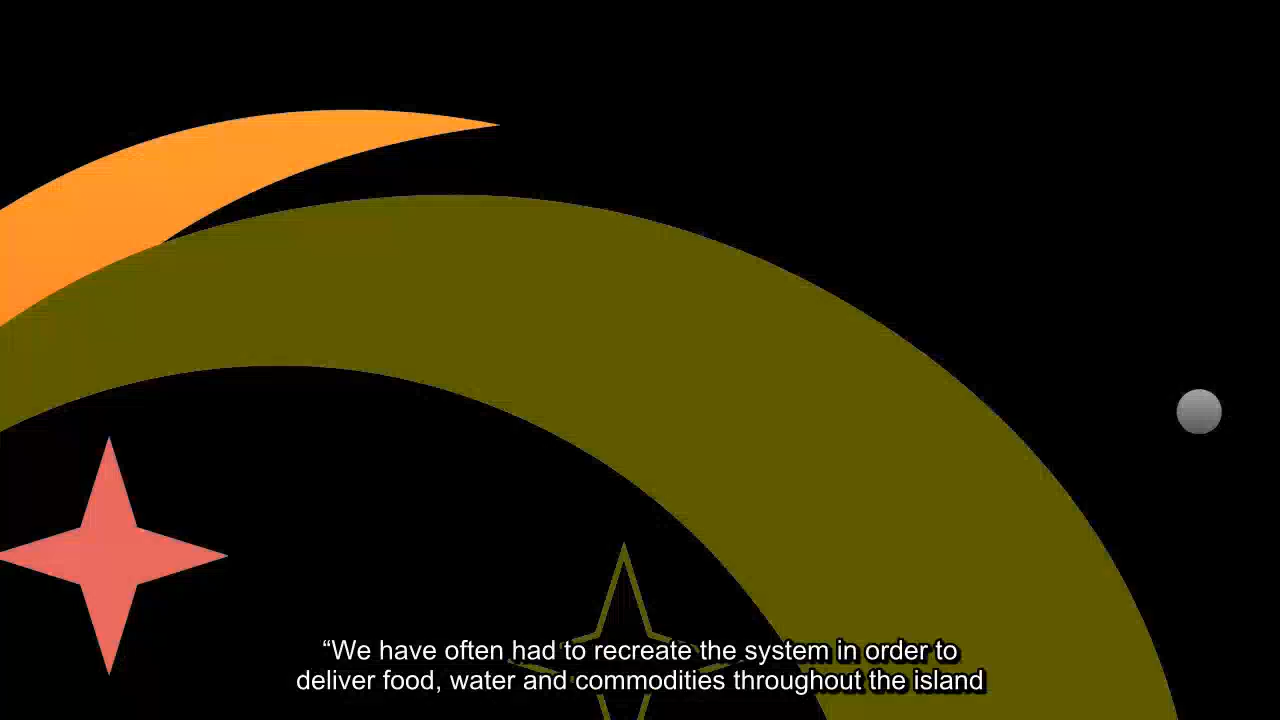 “We have often had to recreate the system in order to
deliver food, water and commodities throughout the island